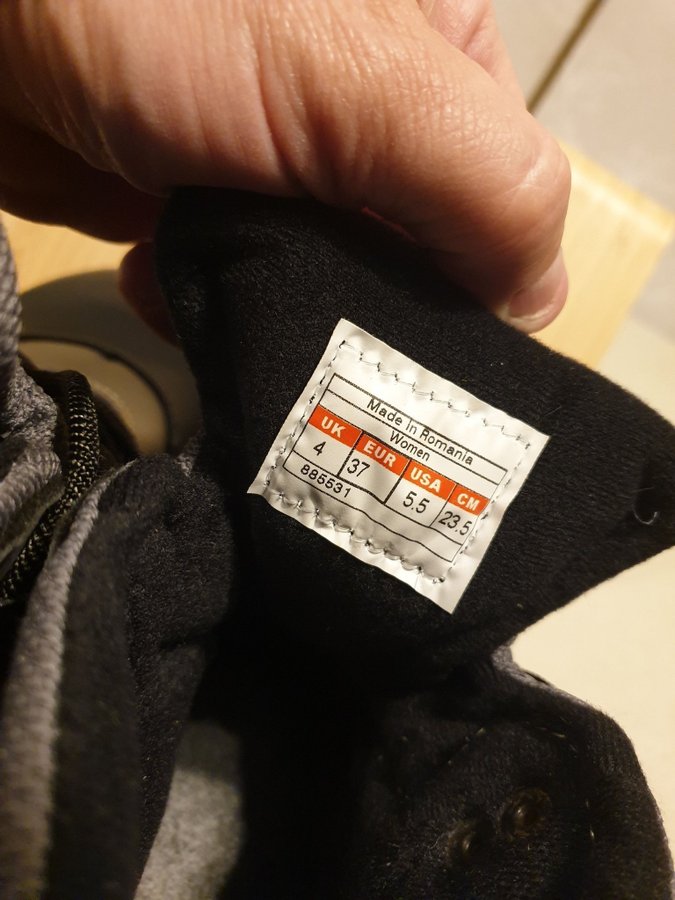 Made in Romania
Women
UK EUR USA CM
4 37 5.5 23.5
885531